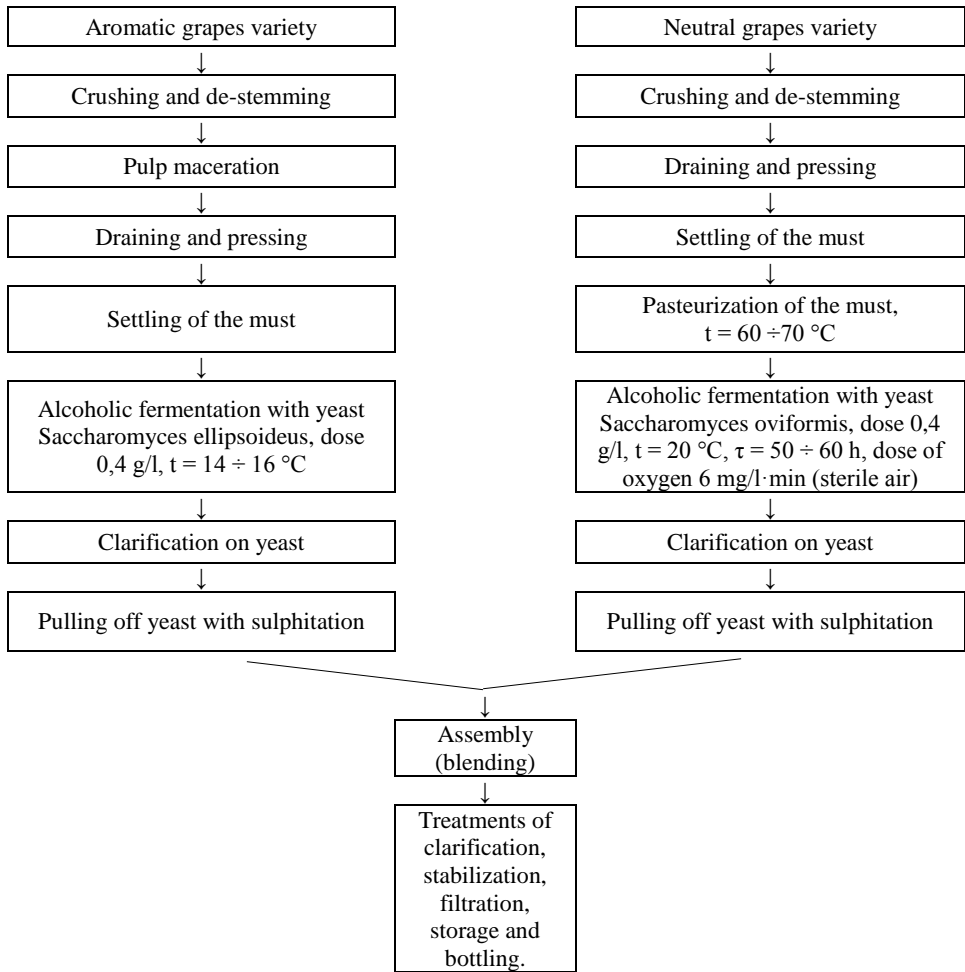 Aromatic grapes variety
↓
Crushing and de-stemming
↓
Pulp maceration
↓
Draining and pressing
↓
Settling of the must
↓
Alcoholic fermentation with yeast
Saccharomyces ellipsoideus, dose
0,4 g/l, t = 14 ÷ 16 °C
↓
Clarification on yeast
↓
Pulling off yeast with sulphitation
Neutral grapes variety
↓
Crushing and de-stemming
↓
Draining and pressing
↓
Settling of the must
↓
Pasteurization of the must,
t = 60 ÷70 °C
↓
Alcoholic fermentation with yeast
Saccharomyces oviformis, dose 0,4
g/l, t = 20 °C, τ = 50 ÷ 60 h, dose of
oxygen 6 mg/l·min (sterile air)
↓
Clarification on yeast
↓
Pulling off yeast with sulphitation
↓
Assembly
(blending)
↓
Treatments of
clarification,
stabilization,
filtration,
storage and
bottling.